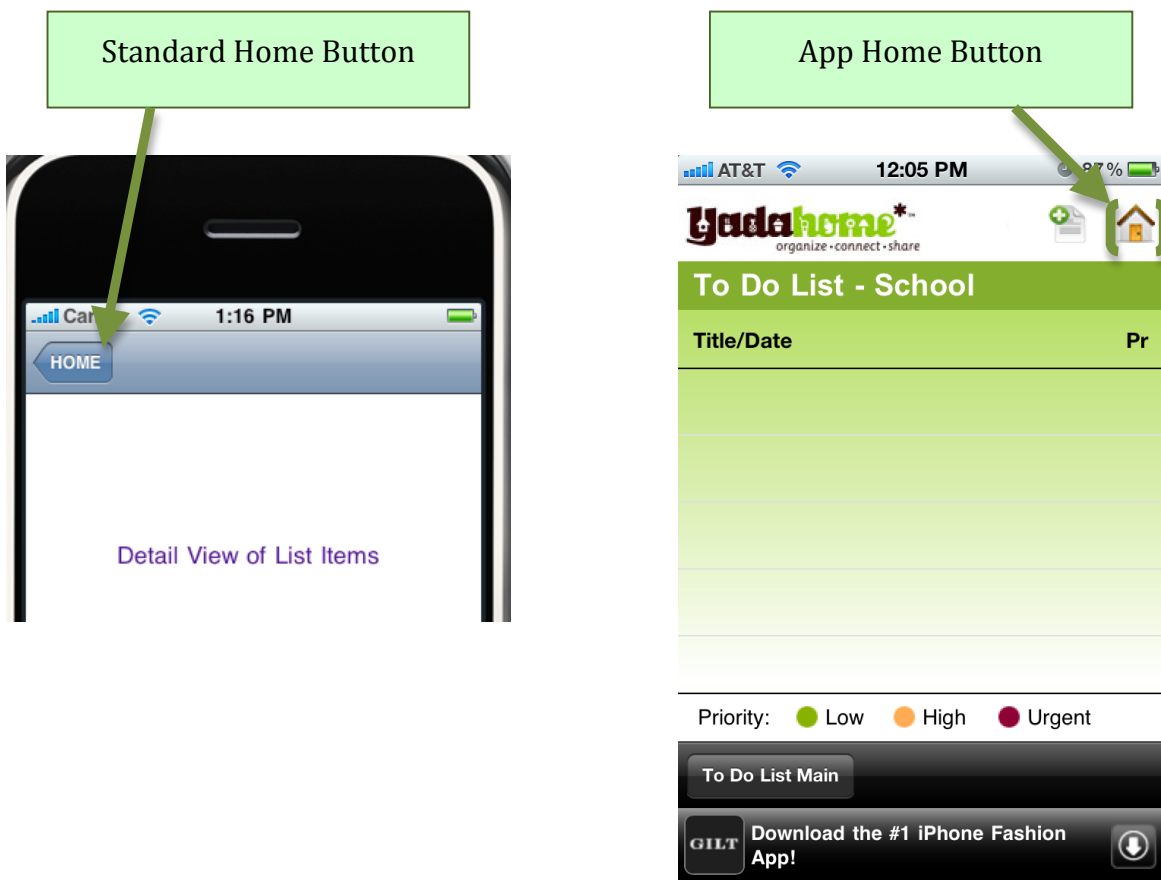 Standard Home Button
App Home Button
1:16 PM
HOME
Detail View of List Items
AT&T 12:05 PM 87%
Yadahome*
organize • connect • share
To Do List - School
Title/Date Pr
Priority: Low High Urgent
To Do List Main
GILT
Download the #1 iPhone Fashion
App!